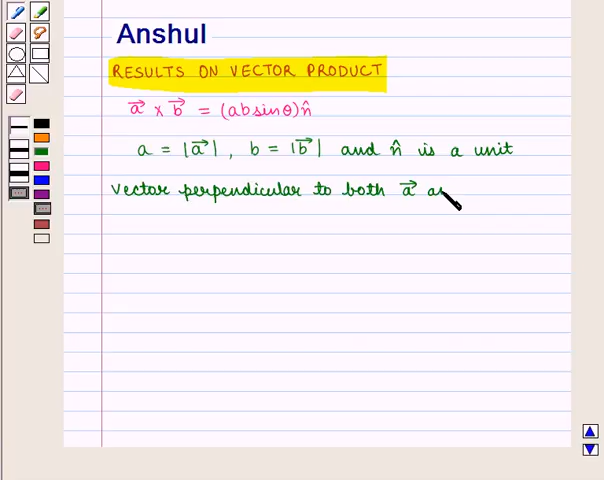 Anshul
RESULTS ON VECTOR PRODUCT
a⃗ × b⃗ = (ab sinθ) n̂
a = |a⃗| , b = |b⃗| and n̂ is a unit
vector perpendicular to both a⃗ a